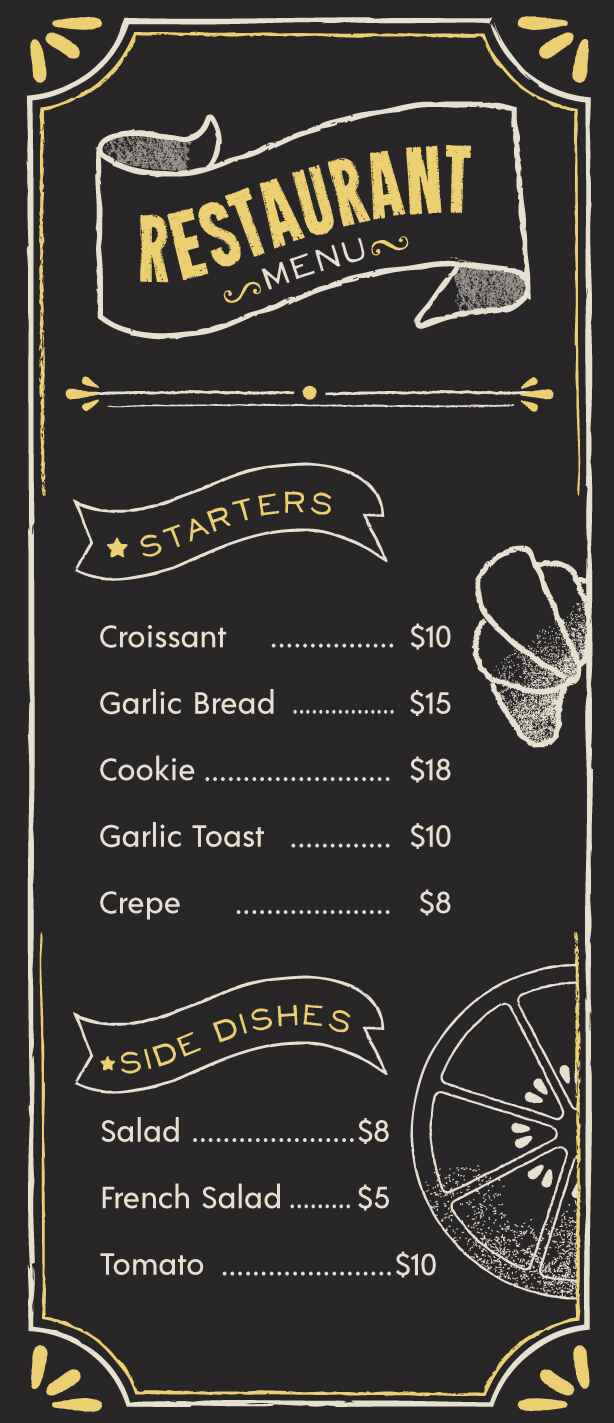 RESTAURANT
MENU
STARTERS
Croissant ................ $10
Garlic Bread .............. $15
Cookie ........................ $18
Garlic Toast ............. $10
Crepe .................... $8
SIDE DISHES
Salad .....................$8
French Salad ......... $5
Tomato ......................$10